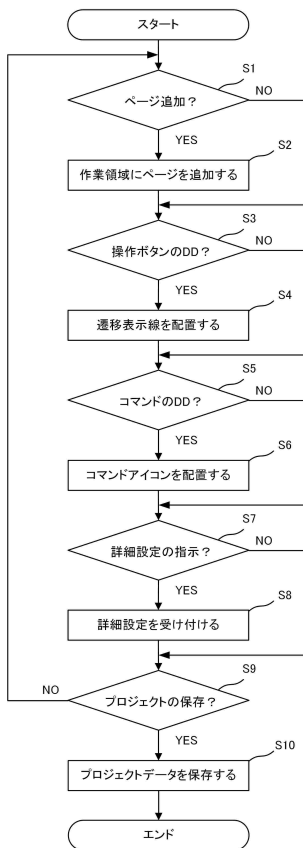 スタート
S1
ページ追加？
NO
YES
S2
作業領域にページを追加する
S3
操作ボタンのDD？
NO
YES
S4
遷移表示線を配置する
S5
コマンドのDD？
NO
YES
S6
コマンドアイコンを配置する
S7
詳細設定の指示？
NO
YES
S8
詳細設定を受け付ける
S9
NO
プロジェクトの保存？
YES
S10
プロジェクトデータを保存する
エンド